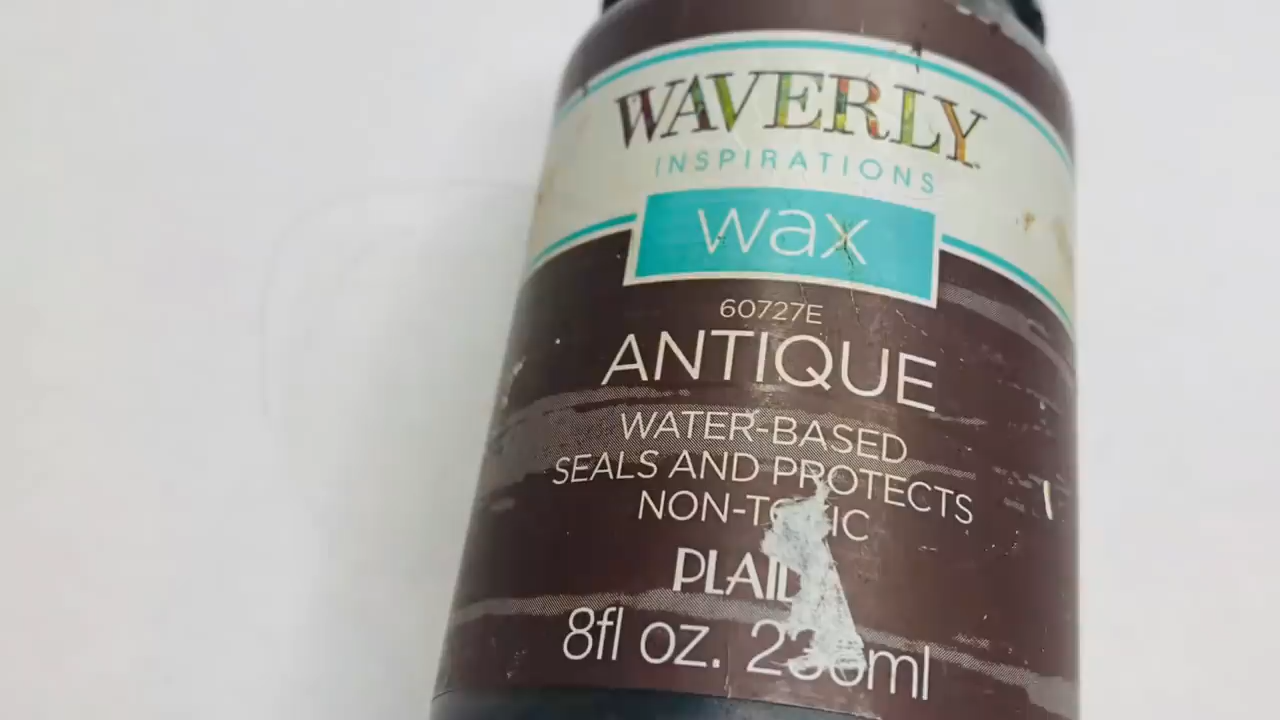 WAVERLY
INSPIRATIONS
wax
60727E
ANTIQUE
WATER-BASED
SEALS AND PROTECTS
PLAID
8fl oz.